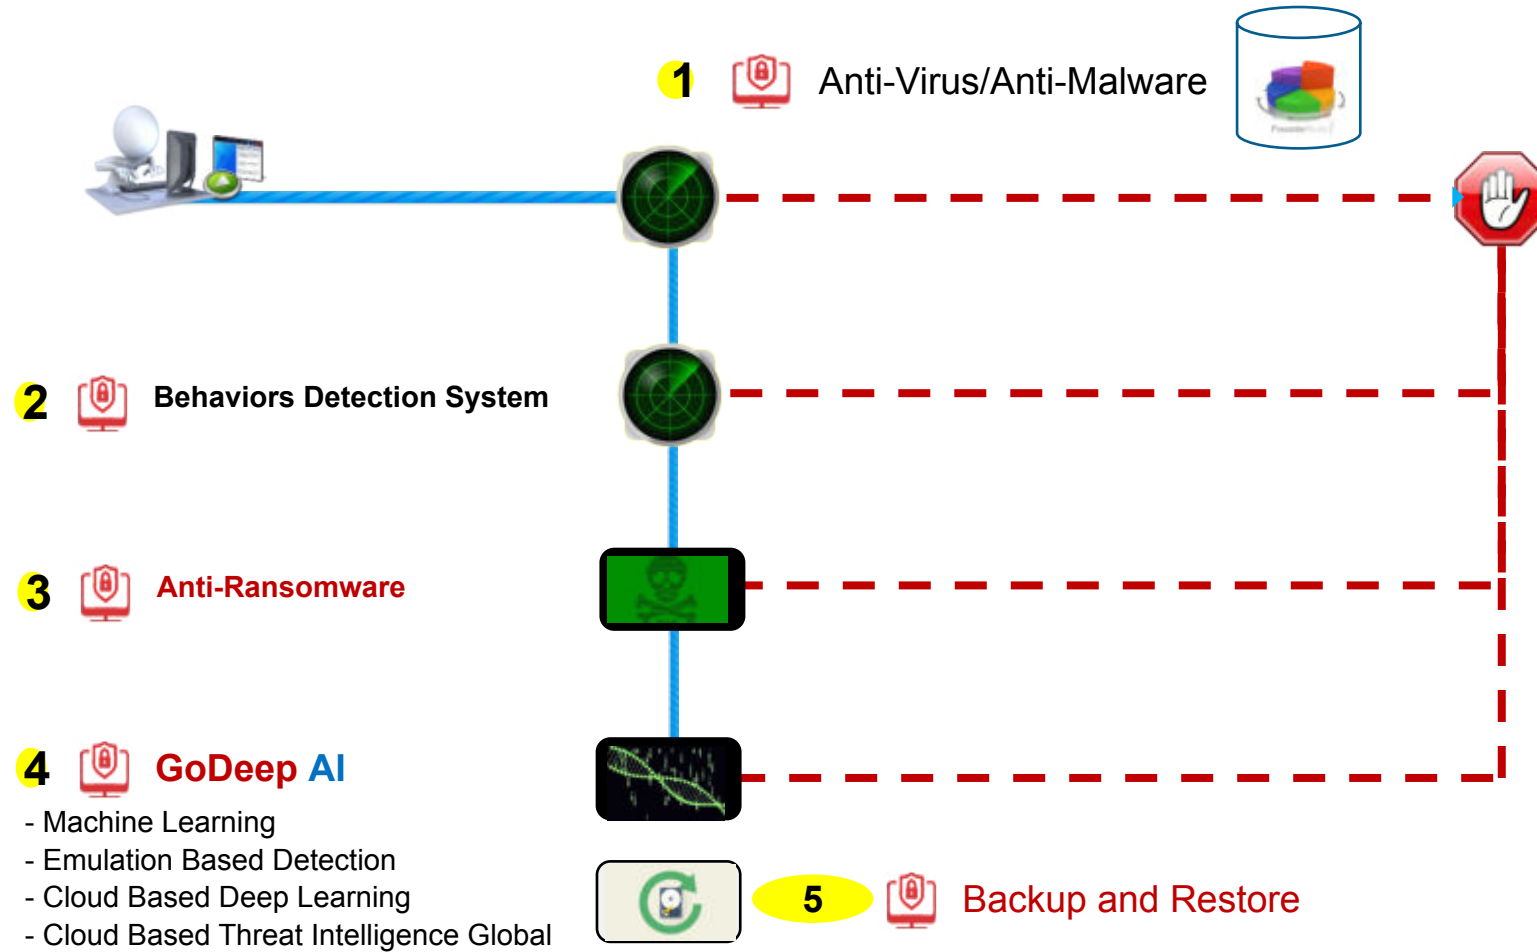 1 Anti-Virus/Anti-Malware
2 Behaviors Detection System
3 Anti-Ransomware
4 GoDeep AI
- Machine Learning
- Emulation Based Detection
- Cloud Based Deep Learning
- Cloud Based Threat Intelligence Global
5 Backup and Restore